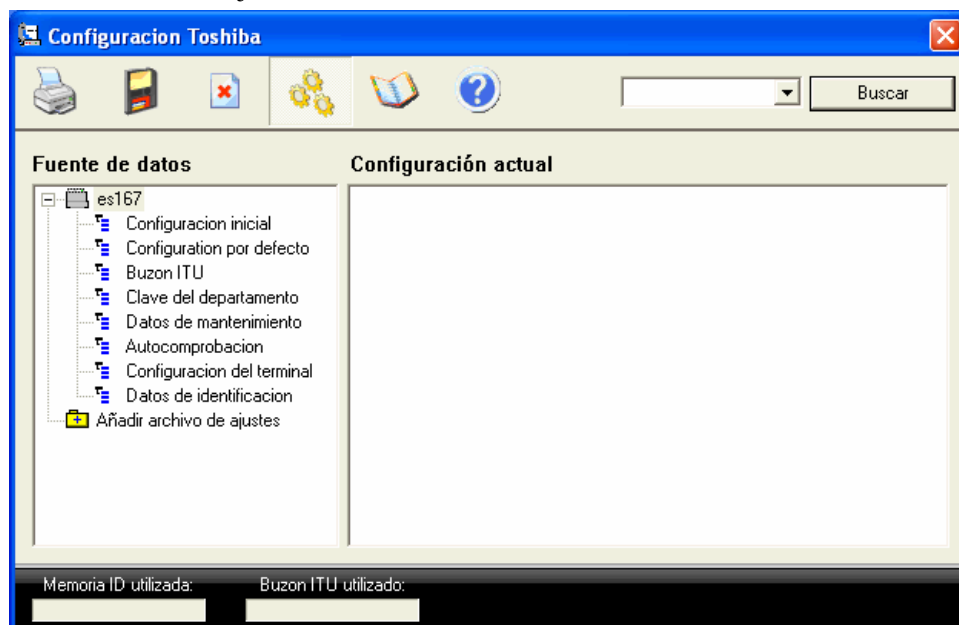 Configuracion Toshiba
Buscar
Fuente de datos
Configuración actual
es167
Configuracion inicial
Configuration por defecto
Buzon ITU
Clave del departamento
Datos de mantenimiento
Autocomprobacion
Configuracion del terminal
Datos de identificacion
Añadir archivo de ajustes
Memoria ID utilizada:
Buzon ITU utilizado: